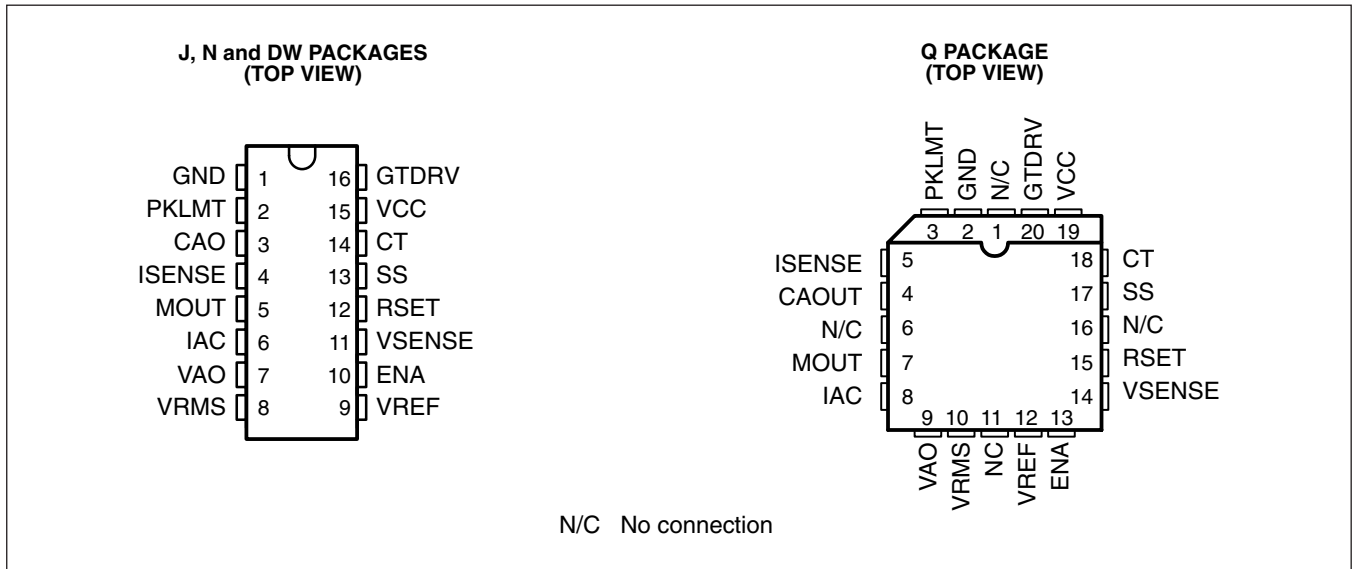 J, N and DW PACKAGES
(TOP VIEW)
GND 1 16 GTDRV
PKLMT 2 15 VCC
CAO 3 14 CT
ISENSE 4 13 SS
MOUT 5 12 RSET
IAC 6 11 VSENSE
VAO 7 10 ENA
VRMS 8 9 VREF
Q PACKAGE
(TOP VIEW)
PKLMT GND N/C GTDRV VCC
3 2 1 20 19
ISENSE 5 18 CT
CAOUT 4 17 SS
N/C 6 16 N/C
MOUT 7 15 RSET
IAC 8 14 VSENSE
9 10 11 12 13
VAO VRMS NC VREF ENA
N/C No connection